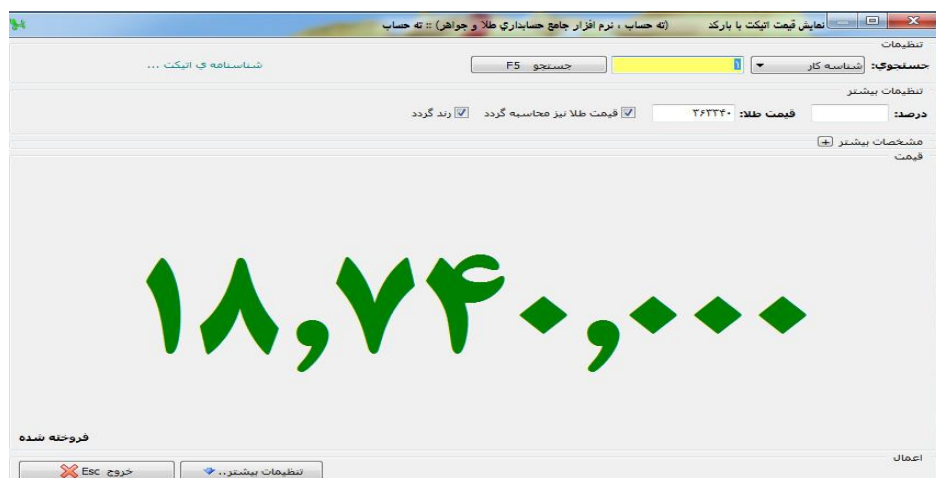 نمایش قیمت اتیکت با بارکد (ته حساب ، نرم افزار جامع حسابداري طلا و جواهر) :: ته حساب
تنظیمات
جستجوي: شناسه کار ۱ جستجو F5 شناسنامه ي اتیکت ...
تنظیمات بیشتر
درصد: قیمت طلا: ۳۶۳۳۴۰ قیمت طلا نیز محاسبه گردد رند گردد
مشخصات بیشتر +
قیمت
۱۸,۷۴۰,۰۰۰
فروخته شده
اعمال
تنظیمات بیشتر.. خروج Esc